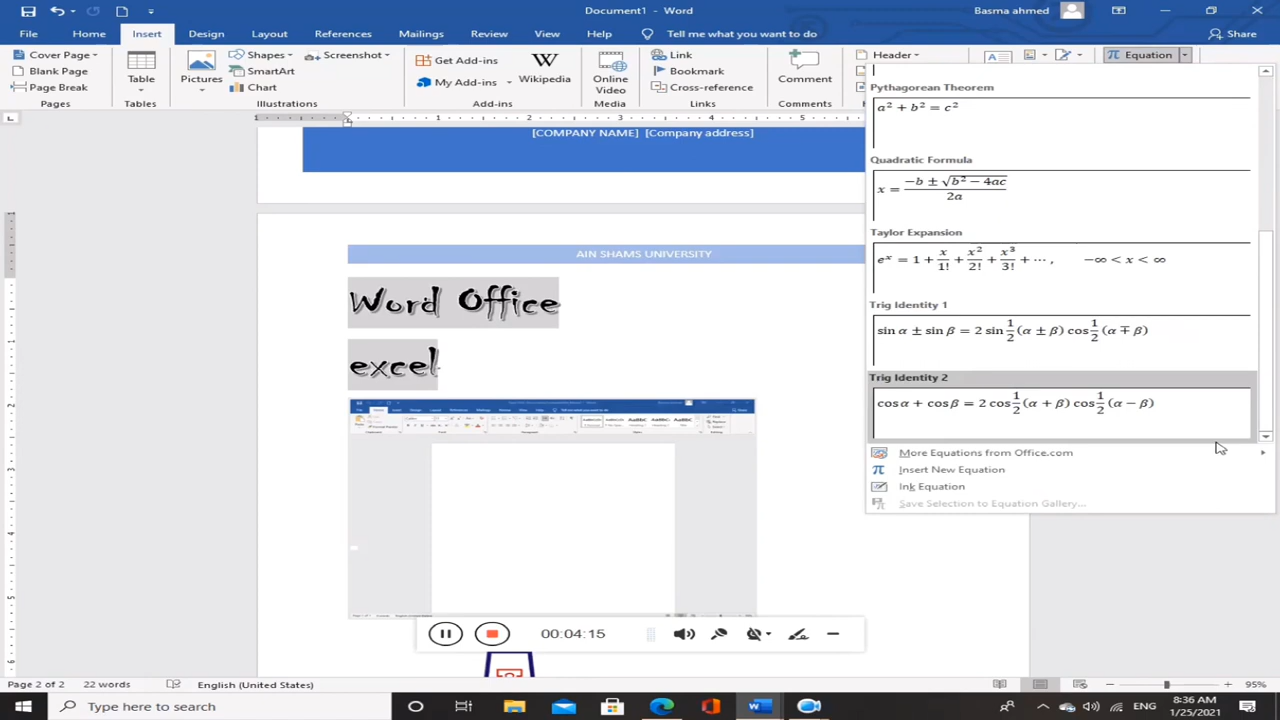 Document1 - Word
Basma ahmed
File Home Insert Design Layout References Mailings Review View Help Tell me what you want to do Share
Cover Page
Blank Page
Page Break
Pages
Table
Tables
Pictures
Shapes
SmartArt
Chart
Screenshot
Illustrations
Get Add-ins
My Add-ins
Wikipedia
Add-ins
Online Video
Media
Link
Bookmark
Cross-reference
Links
Comment
Comments
Header
π Equation
Pythagorean Theorem
a² + b² = c²
Quadratic Formula
x = (-b ± √(b² − 4ac)) / 2a
Taylor Expansion
eˣ = 1 + x/1! + x²/2! + x³/3! + ⋯ , −∞ < x < ∞
Trig Identity 1
sin α ± sin β = 2 sin 1/2 (α ± β) cos 1/2 (α ∓ β)
Trig Identity 2
cos α + cos β = 2 cos 1/2 (α + β) cos 1/2 (α − β)
More Equations from Office.com
Insert New Equation
Ink Equation
Save Selection to Equation Gallery...
[COMPANY NAME] [Company address]
AIN SHAMS UNIVERSITY
Word Office
excel
00:04:15
Page 2 of 2 22 words English (United States) 95%
Type here to search
ENG
8:36 AM
1/25/2021